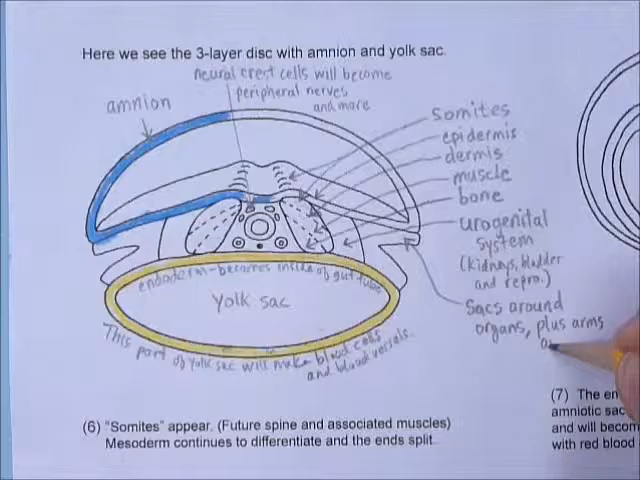 Here we see the 3-layer disc with amnion and yolk sac.
neural crest cells will become
peripheral nerves
and more
amnion
somites
epidermis
dermis
muscle
bone
urogenital
system
(kidneys, bladder
and repro.)
endoderm-becomes inside of gut tube
Yolk sac
Sacs around
organs, plus arms
This part of yolk sac will make blood cells
and blood vessels.
(6) "Somites" appear. (Future spine and associated muscles)
Mesoderm continues to differentiate and the ends split.
(7) The en
amniotic sac
and will becom
with red blood